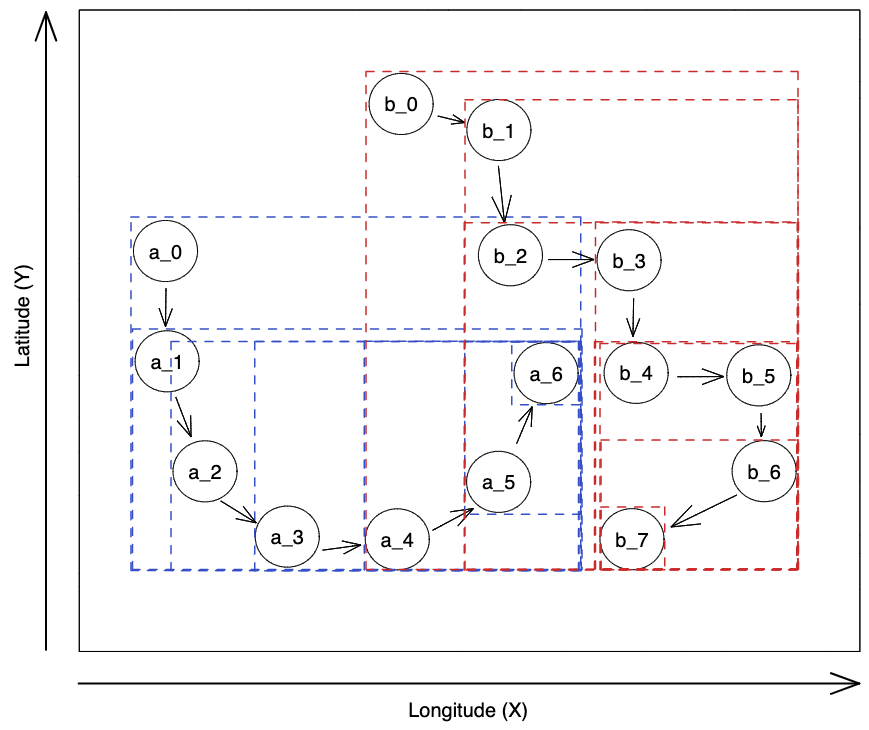 b_0
b_1
a_0
b_2
b_3
a_1
a_6
b_4
b_5
a_2
a_5
b_6
a_3
a_4
b_7
Latitude (Y)
Longitude (X)